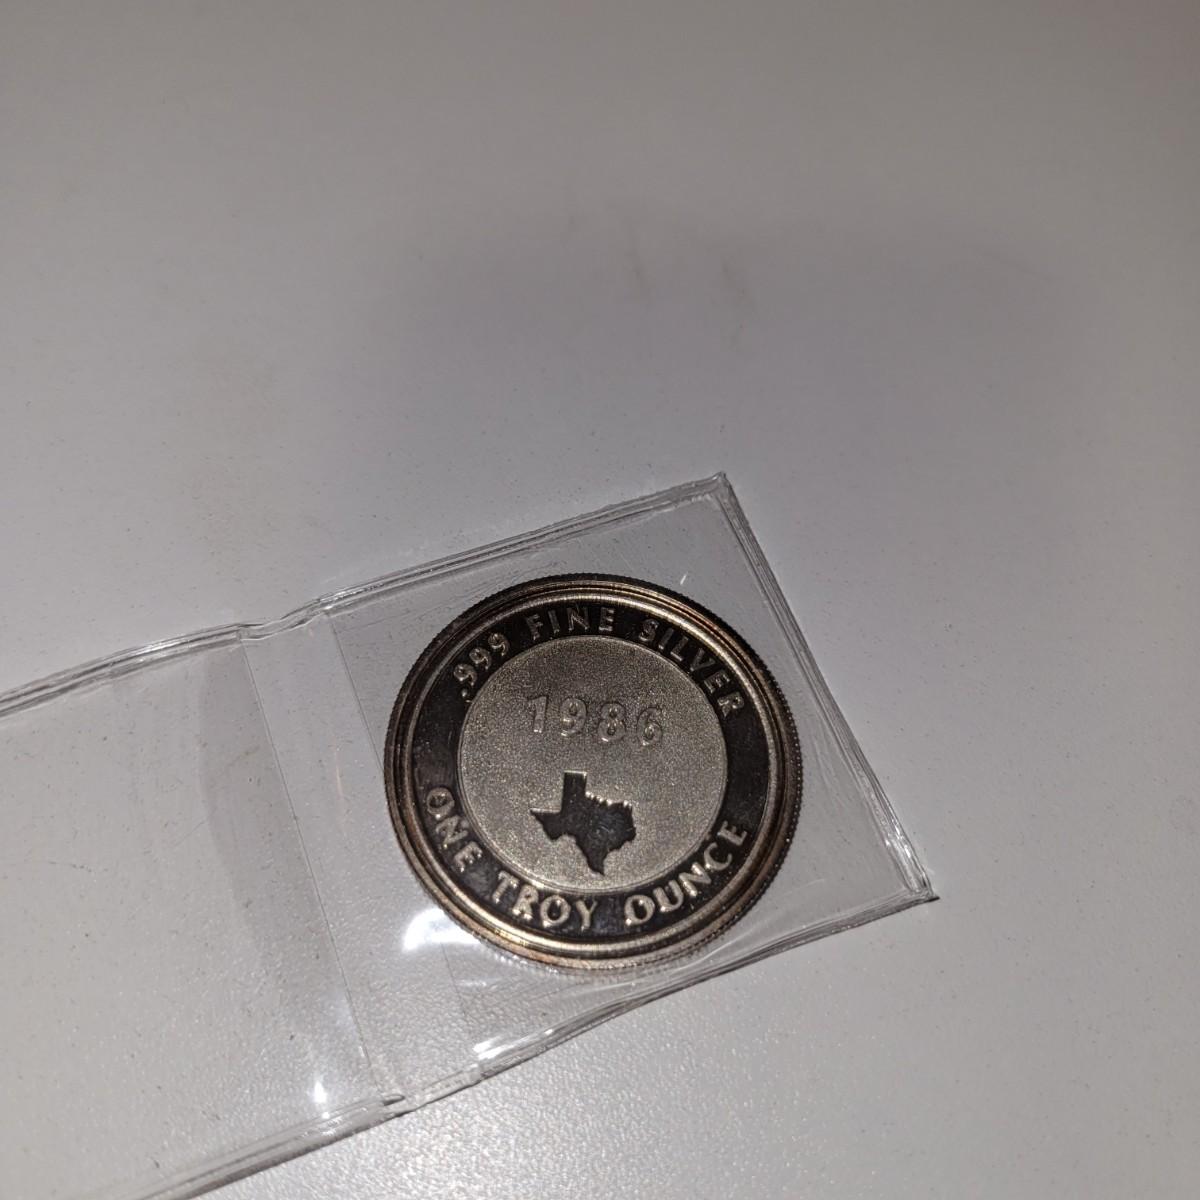 .999 FINE SILVER
1986
ONE TROY OUNCE